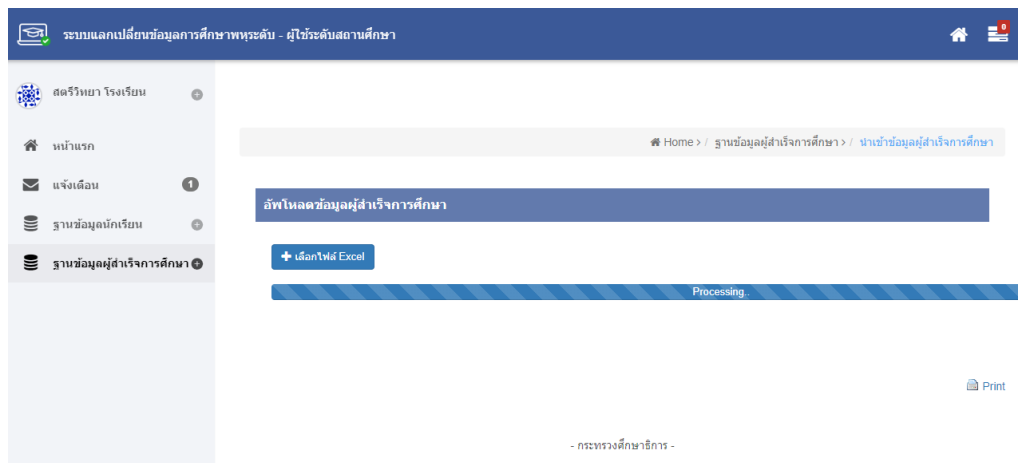 ระบบแลกเปลี่ยนข้อมูลการศึกษาพหุระดับ - ผู้ใช้ระดับสถานศึกษา
0
สตรีวิทยา โรงเรียน
หน้าแรก
Home > / ฐานข้อมูลผู้สำเร็จการศึกษา > / นำเข้าข้อมูลผู้สำเร็จการศึกษา
แจ้งเตือน 1
อัพโหลดข้อมูลผู้สำเร็จการศึกษา
ฐานข้อมูลนักเรียน
ฐานข้อมูลผู้สำเร็จการศึกษา
เลือกไฟล์ Excel
Processing..
Print
- กระทรวงศึกษาธิการ -